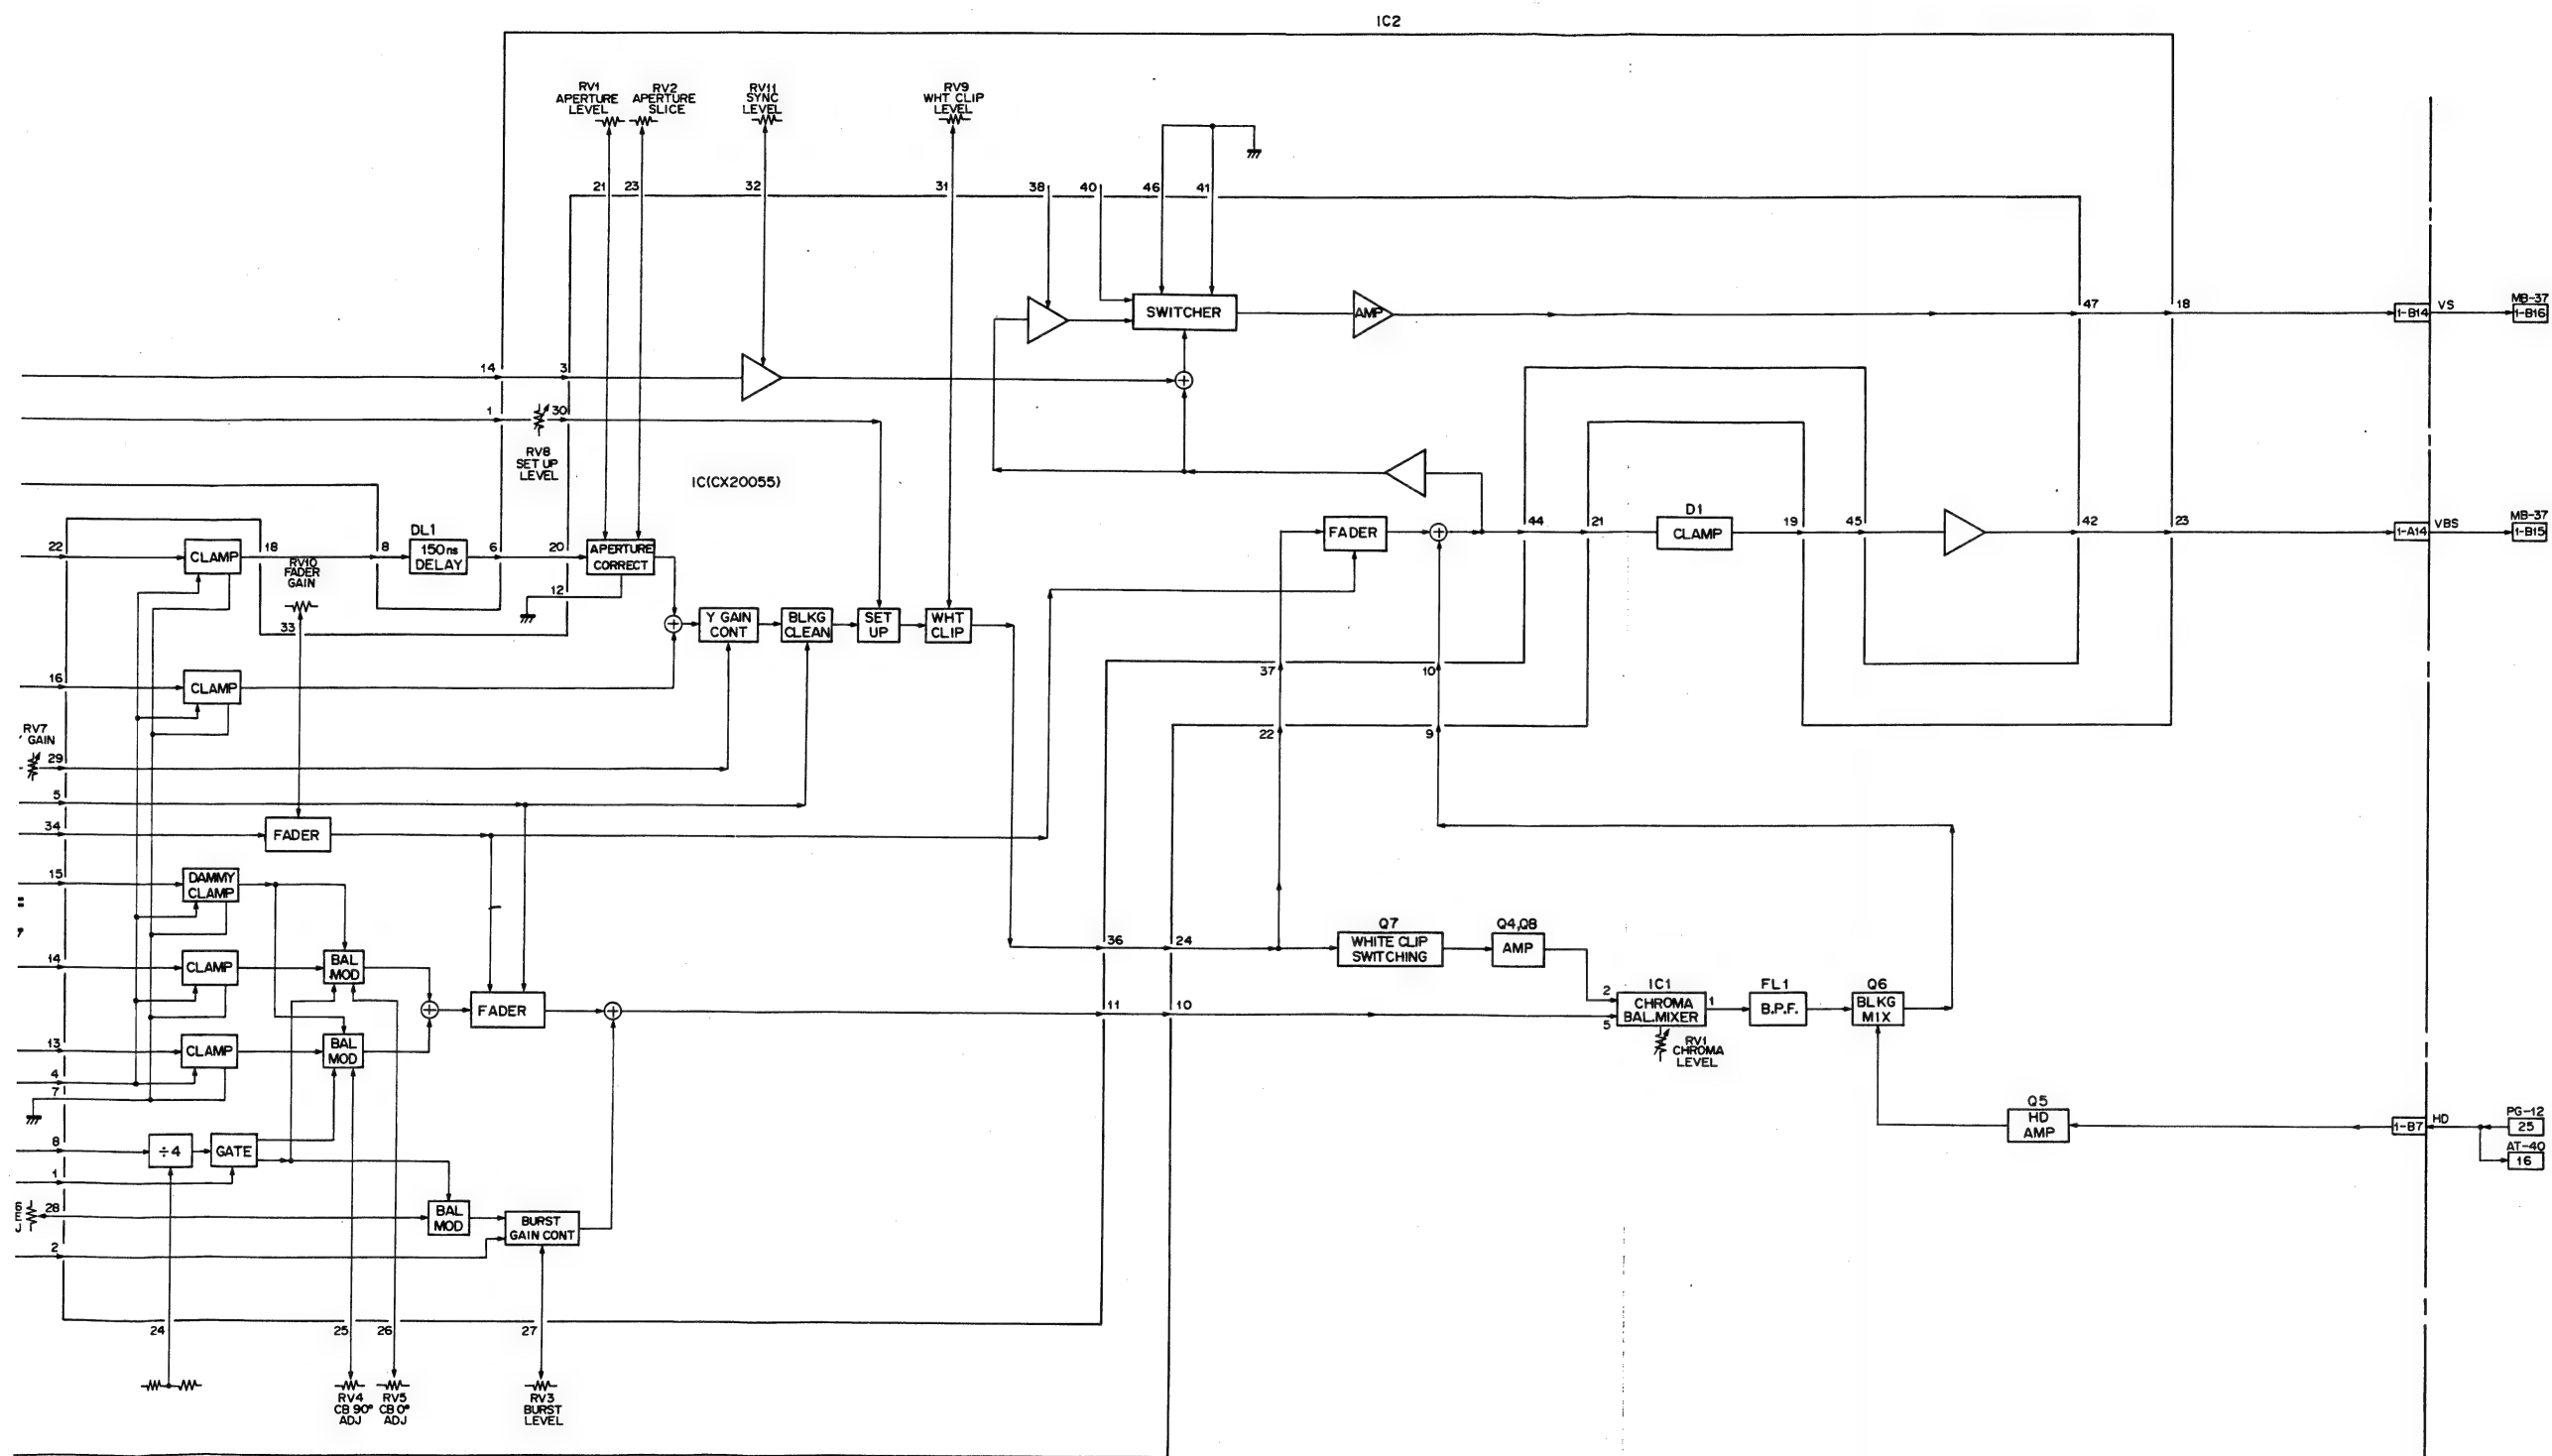 IC2
RV1
APERTURE
LEVEL
RV2
APERTURE
SLICE
RV11
SYNC
LEVEL
RV9
WHT CLIP
LEVEL
21
23
32
31
38
40
46
41
SWITCHER
AMP
47
18
1-B14
VS
MB-37
1-B16
14
3
1
30
RV8
SET UP
LEVEL
IC(CX20055)
22
CLAMP
18
8
DL1
150ns
DELAY
6
20
APERTURE
CORRECT
12
RV10
FADER
GAIN
33
Y GAIN
CONT
BLKG
CLEAN
SET
UP
WHT
CLIP
FADER
44
21
D1
CLAMP
19
45
42
23
1-A14
VBS
MB-37
1-B15
37
10
22
9
16
CLAMP
RV7
GAIN
29
5
34
FADER
15
DAMMY
CLAMP
14
CLAMP
BAL
MOD
13
CLAMP
BAL
MOD
FADER
4
7
36
24
Q7
WHITE CLIP
SWITCHING
Q4,Q8
AMP
11
10
2
5
IC1
CHROMA
BAL.MIXER
1
RV1
CHROMA
LEVEL
FL1
B.P.F.
Q6
BLKG
MIX
Q5
HD
AMP
1-B7
HD
PG-12
25
AT-40
16
8
÷4
GATE
1
28
BAL
MOD
BURST
GAIN CONT
2
24
25
26
27
RV4
CB 90°
ADJ
RV5
CB 0°
ADJ
RV3
BURST
LEVEL